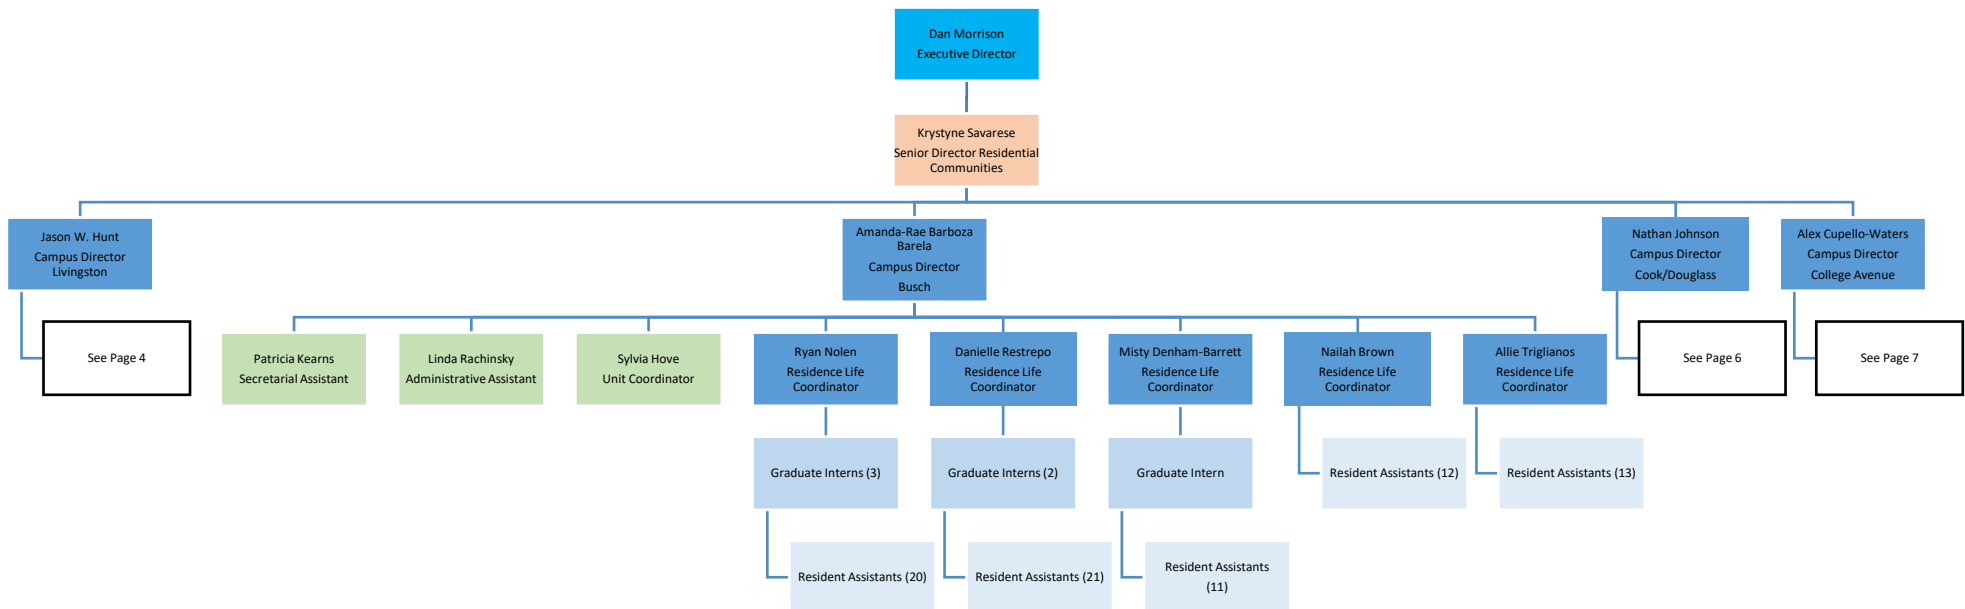 Dan Morrison
Executive Director
Krystyne Savarese
Senior Director Residential
Communities
Jason W. Hunt
Campus Director
Livingston
Amanda-Rae Barboza
Barela
Campus Director
Busch
Nathan Johnson
Campus Director
Cook/Douglass
Alex Cupello-Waters
Campus Director
College Avenue
See Page 4
Patricia Kearns
Secretarial Assistant
Linda Rachinsky
Administrative Assistant
Sylvia Hove
Unit Coordinator
Ryan Nolen
Residence Life
Coordinator
Danielle Restrepo
Residence Life
Coordinator
Misty Denham-Barrett
Residence Life
Coordinator
Nailah Brown
Residence Life
Coordinator
Allie Triglianos
Residence Life
Coordinator
See Page 6
See Page 7
Graduate Interns (3)
Graduate Interns (2)
Graduate Intern
Resident Assistants (12)
Resident Assistants (13)
Resident Assistants (20)
Resident Assistants (21)
Resident Assistants
(11)